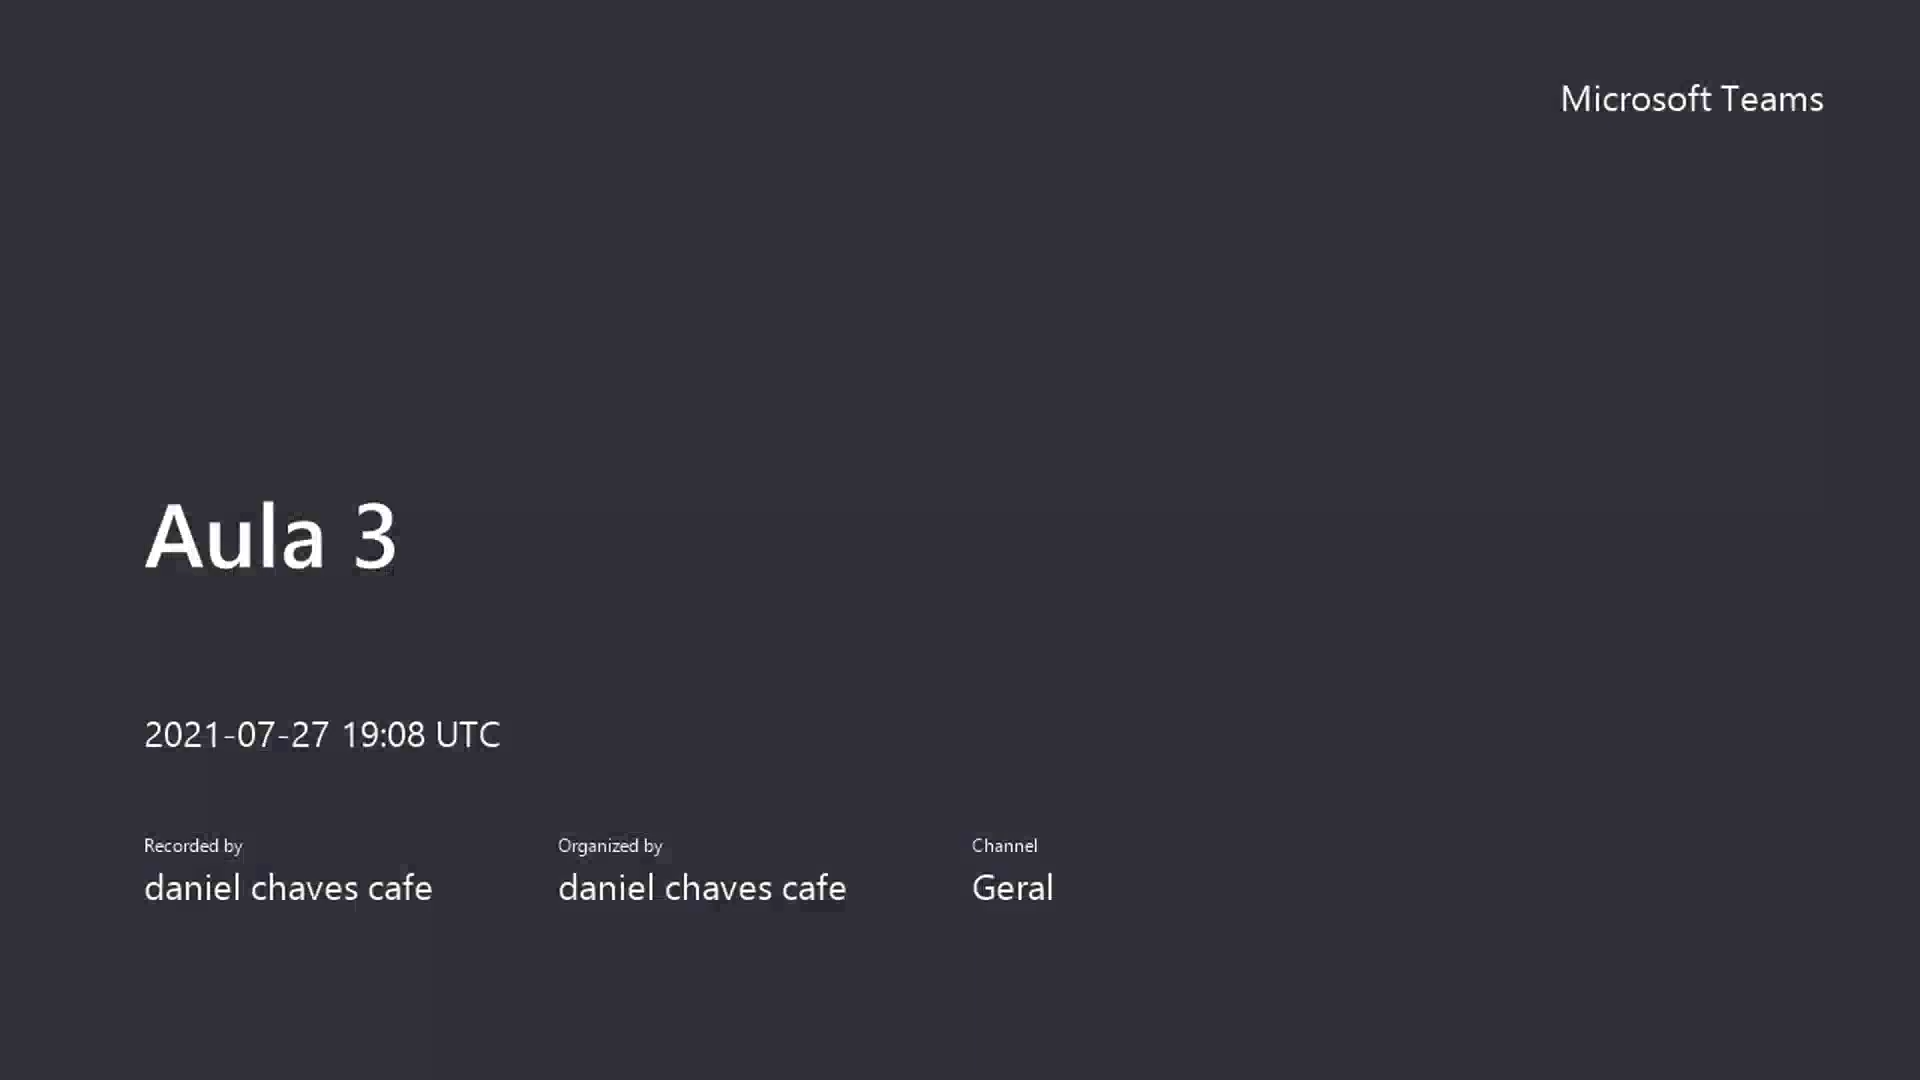 Microsoft Teams
Aula 3
2021-07-27 19:08 UTC
Recorded by
daniel chaves cafe
Organized by
daniel chaves cafe
Channel
Geral